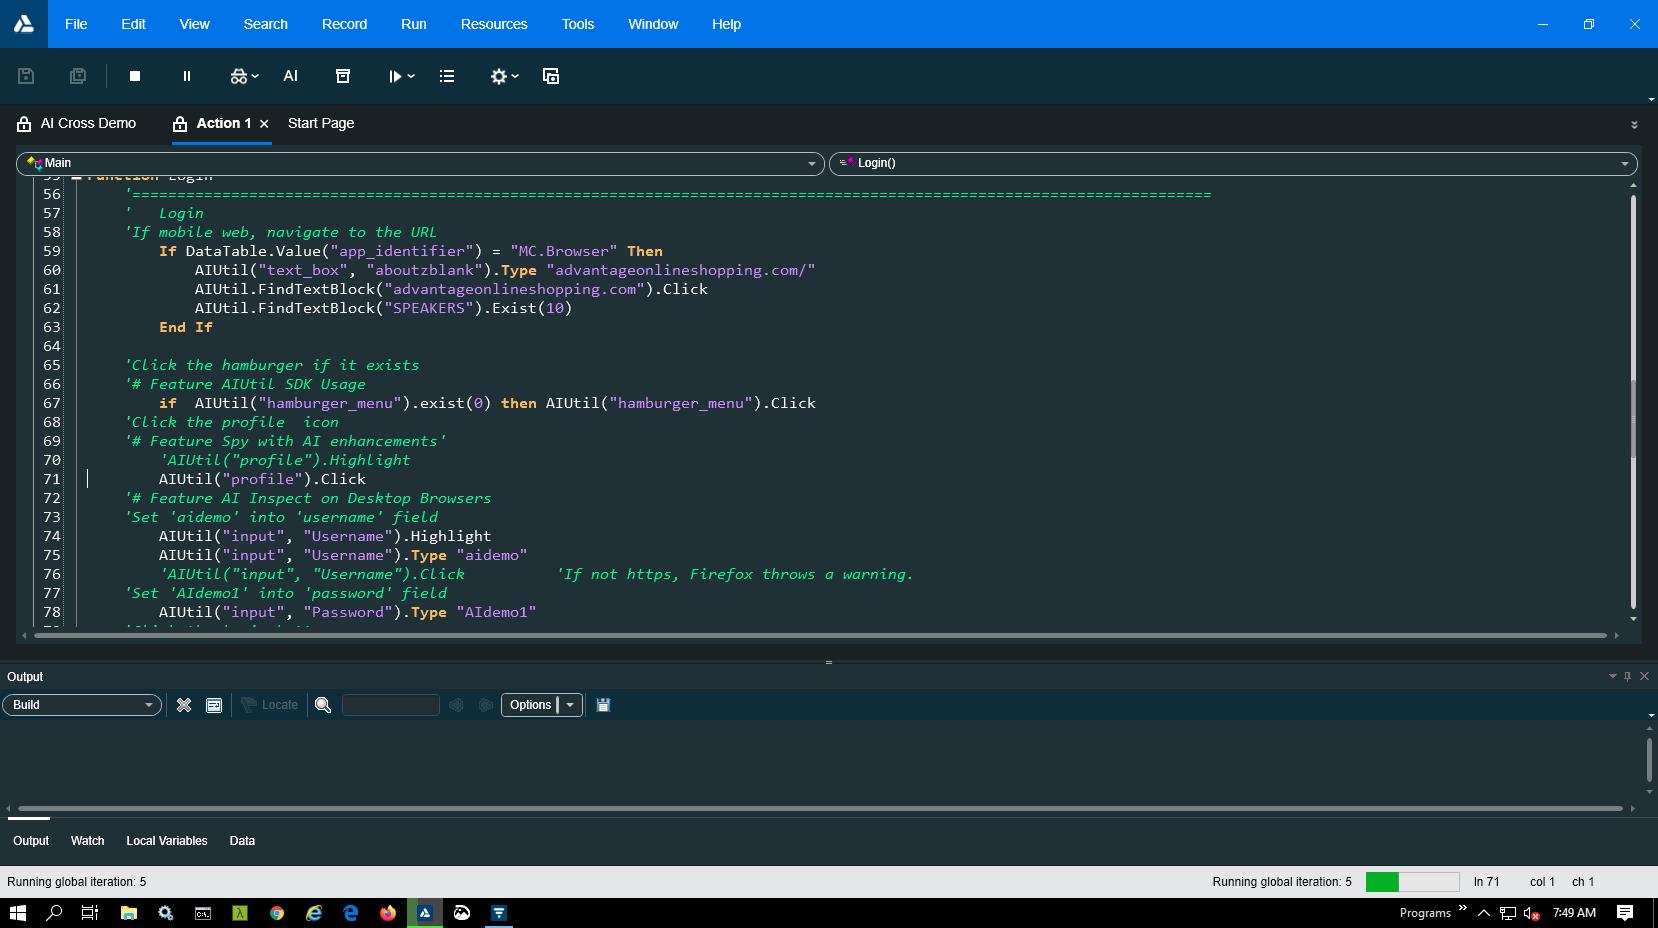 File Edit View Search Record Run Resources Tools Window Help
AI
AI Cross Demo Action 1 Start Page
Main Login()
55 Function Login
56 '========================================================================================================================
57 '   Login
58 'If mobile web, navigate to the URL
59 If DataTable.Value("app_identifier") = "MC.Browser" Then
60 AIUtil("text_box", "aboutzblank").Type "advantageonlineshopping.com/"
61 AIUtil.FindTextBlock("advantageonlineshopping.com").Click
62 AIUtil.FindTextBlock("SPEAKERS").Exist(10)
63 End If
64
65 'Click the hamburger if it exists
66 '# Feature AIUtil SDK Usage
67 if  AIUtil("hamburger_menu").exist(0) then AIUtil("hamburger_menu").Click
68 'Click the profile  icon
69 '# Feature Spy with AI enhancements'
70 'AIUtil("profile").Highlight
71 AIUtil("profile").Click
72 '# Feature AI Inspect on Desktop Browsers
73 'Set 'aidemo' into 'username' field
74 AIUtil("input", "Username").Highlight
75 AIUtil("input", "Username").Type "aidemo"
76 'AIUtil("input", "Username").Click 'If not https, Firefox throws a warning.
77 'Set 'AIdemo1' into 'password' field
78 AIUtil("input", "Password").Type "AIdemo1"
Output
Build Locate Options
Output Watch Local Variables Data
Running global iteration: 5 Running global iteration: 5 ln 71 col 1 ch 1
Programs 7:49 AM